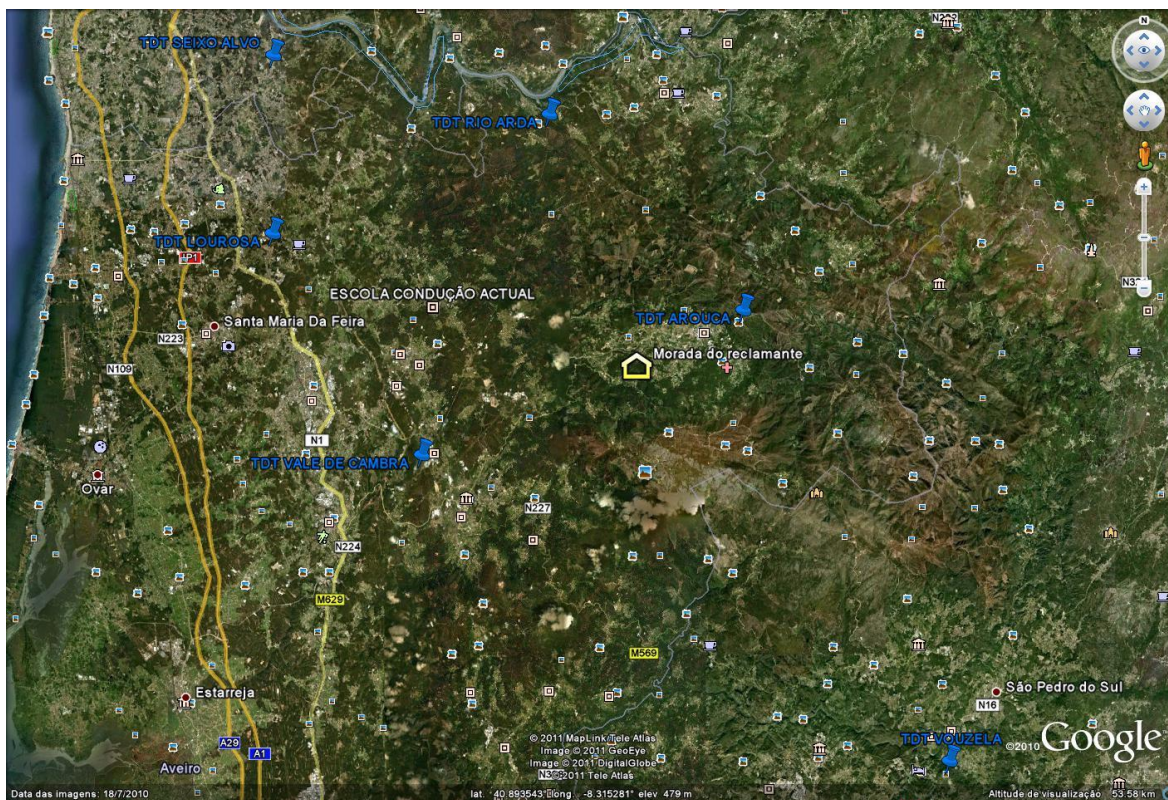 N222
N
TDT SEIXO ALVO
TDT RIO ARDA
TDT LOUROSA
IP1
ESCOLA CONDUÇÃO ACTUAL
TDT AROUCA
Santa Maria Da Feira
N223
Morada do reclamante
N109
N1
TDT VALE DE CAMBRA
Ovar
N227
N224
M629
M569
Estarreja
São Pedro do Sul
N16
A29
A1
TDT VOUZELA
Aveiro
© 2011 MapLink/Tele Atlas
Image © 2011 GeoEye
Image © 2011 DigitalGlobe
© 2011 Tele Atlas
©2010 Google
Data das imagens: 18/7/2010
lat. 40.893543° long. -8.315281° elev 479 m
Altitude de visualização 53.58 km